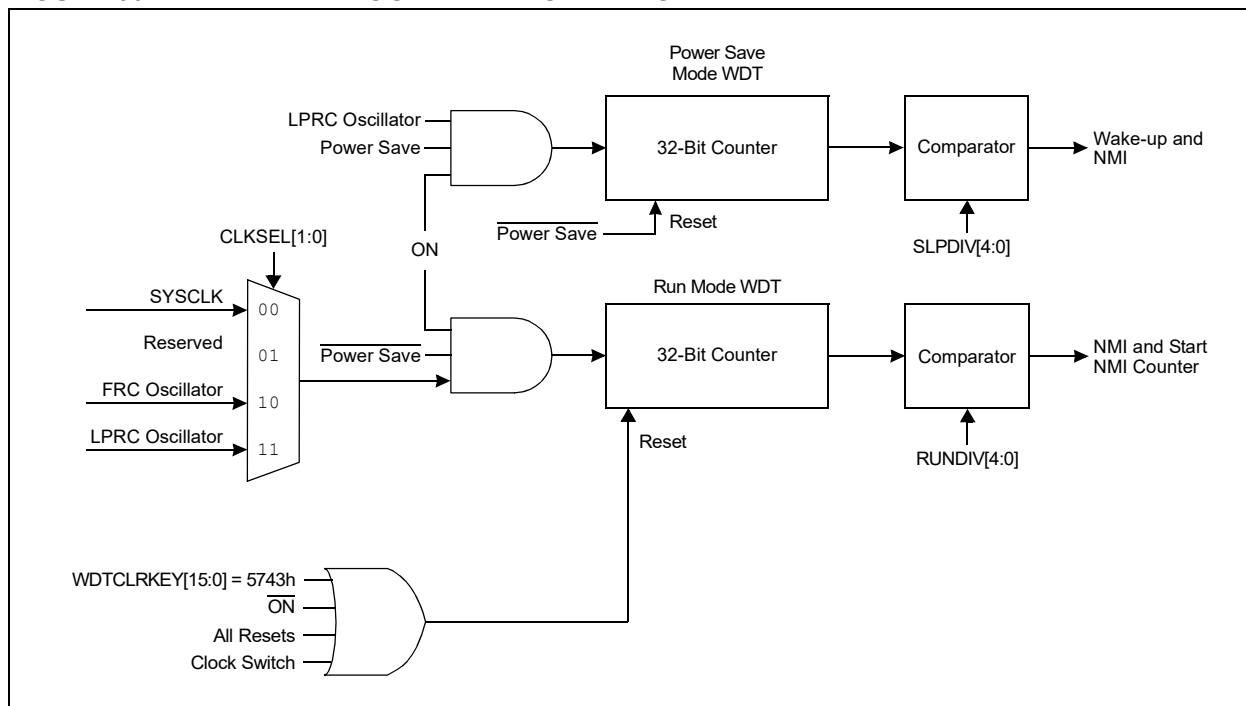 Power Save
Mode WDT
LPRC Oscillator
Power Save
32-Bit Counter
Comparator
Wake-up and
NMI
Power Save
Reset
SLPDIV[4:0]
CLKSEL[1:0]
ON
Run Mode WDT
SYSCLK
00
Reserved
01
Power Save
32-Bit Counter
Comparator
NMI and Start
NMI Counter
FRC Oscillator
10
LPRC Oscillator
11
Reset
RUNDIV[4:0]
WDTCLRKEY[15:0] = 5743h
ON
All Resets
Clock Switch